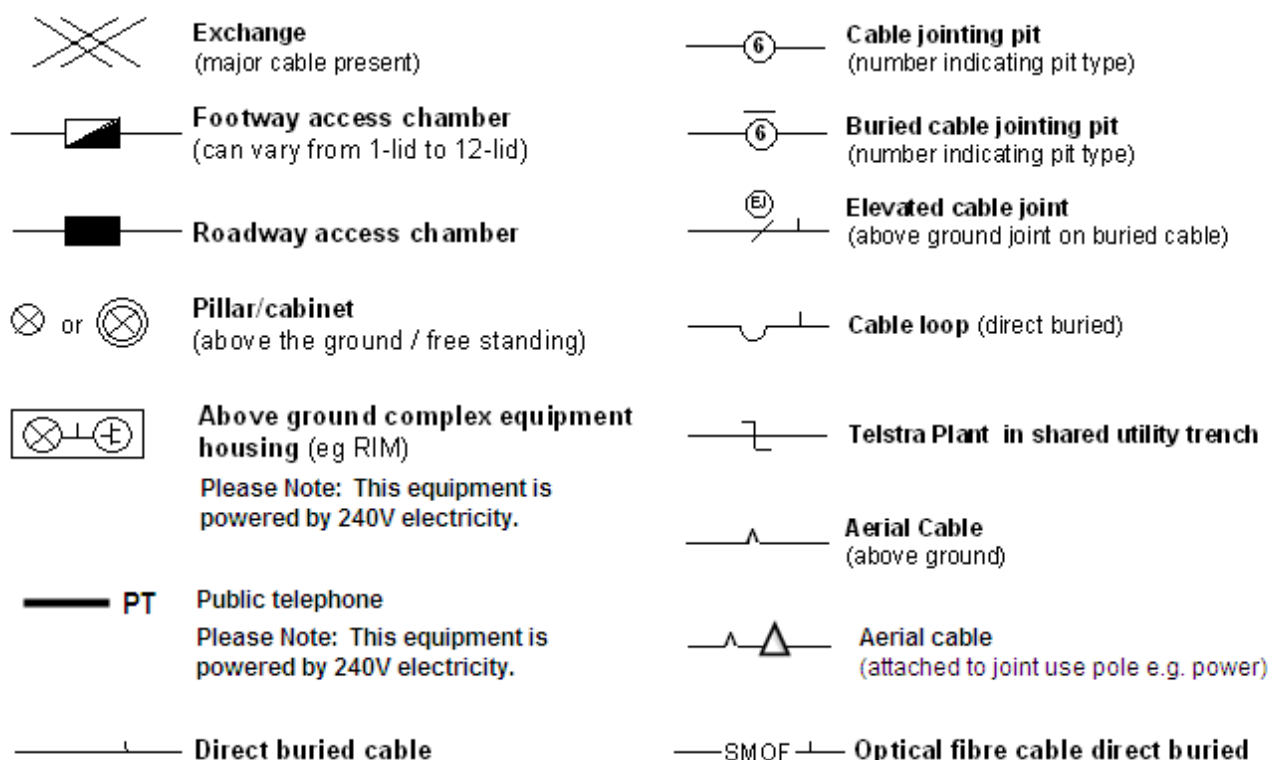 Exchange
(major cable present)
Footway access chamber
(can vary from 1-lid to 12-lid)
Roadway access chamber
or
Pillar/cabinet
(above the ground / free standing)
Above ground complex equipment
housing (eg RIM)
Please Note: This equipment is
powered by 240V electricity.
E
PT
Public telephone
Please Note: This equipment is
powered by 240V electricity.
Direct buried cable
6
Cable jointing pit
(number indicating pit type)
6
Buried cable jointing pit
(number indicating pit type)
EJ
Elevated cable joint
(above ground joint on buried cable)
Cable loop (direct buried)
Telstra Plant in shared utility trench
Aerial Cable
(above ground)
Aerial cable
(attached to joint use pole e.g. power)
SMOF
Optical fibre cable direct buried